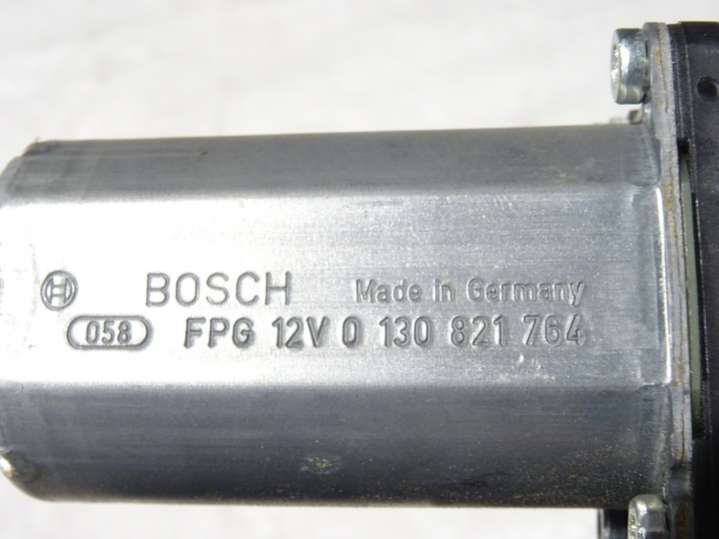 BOSCH Made in Germany
058 FPG 12V 0 130 821 764